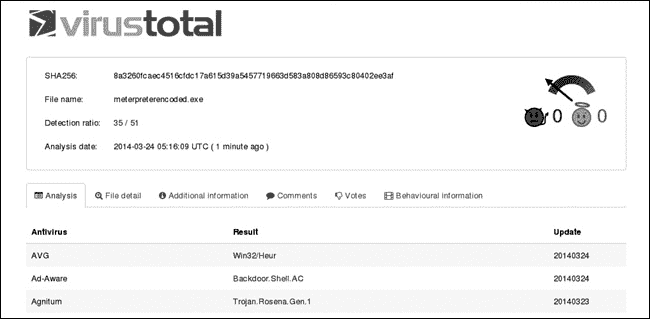 virustotal
SHA256: 8a3260fcaec4516cfdc17a615d39a5457719663d583a808d86593c80402ee3af
File name: meterpreterencoded.exe
Detection ratio: 35 / 51
Analysis date: 2014-03-24 05:16:09 UTC ( 1 minute ago )
0 0
Analysis File detail Additional information Comments Votes Behavioural information
Antivirus Result Update
AVG Win32/Heur 20140324
Ad-Aware Backdoor.Shell.AC 20140324
Agnitum Trojan.Rosena.Gen.1 20140323